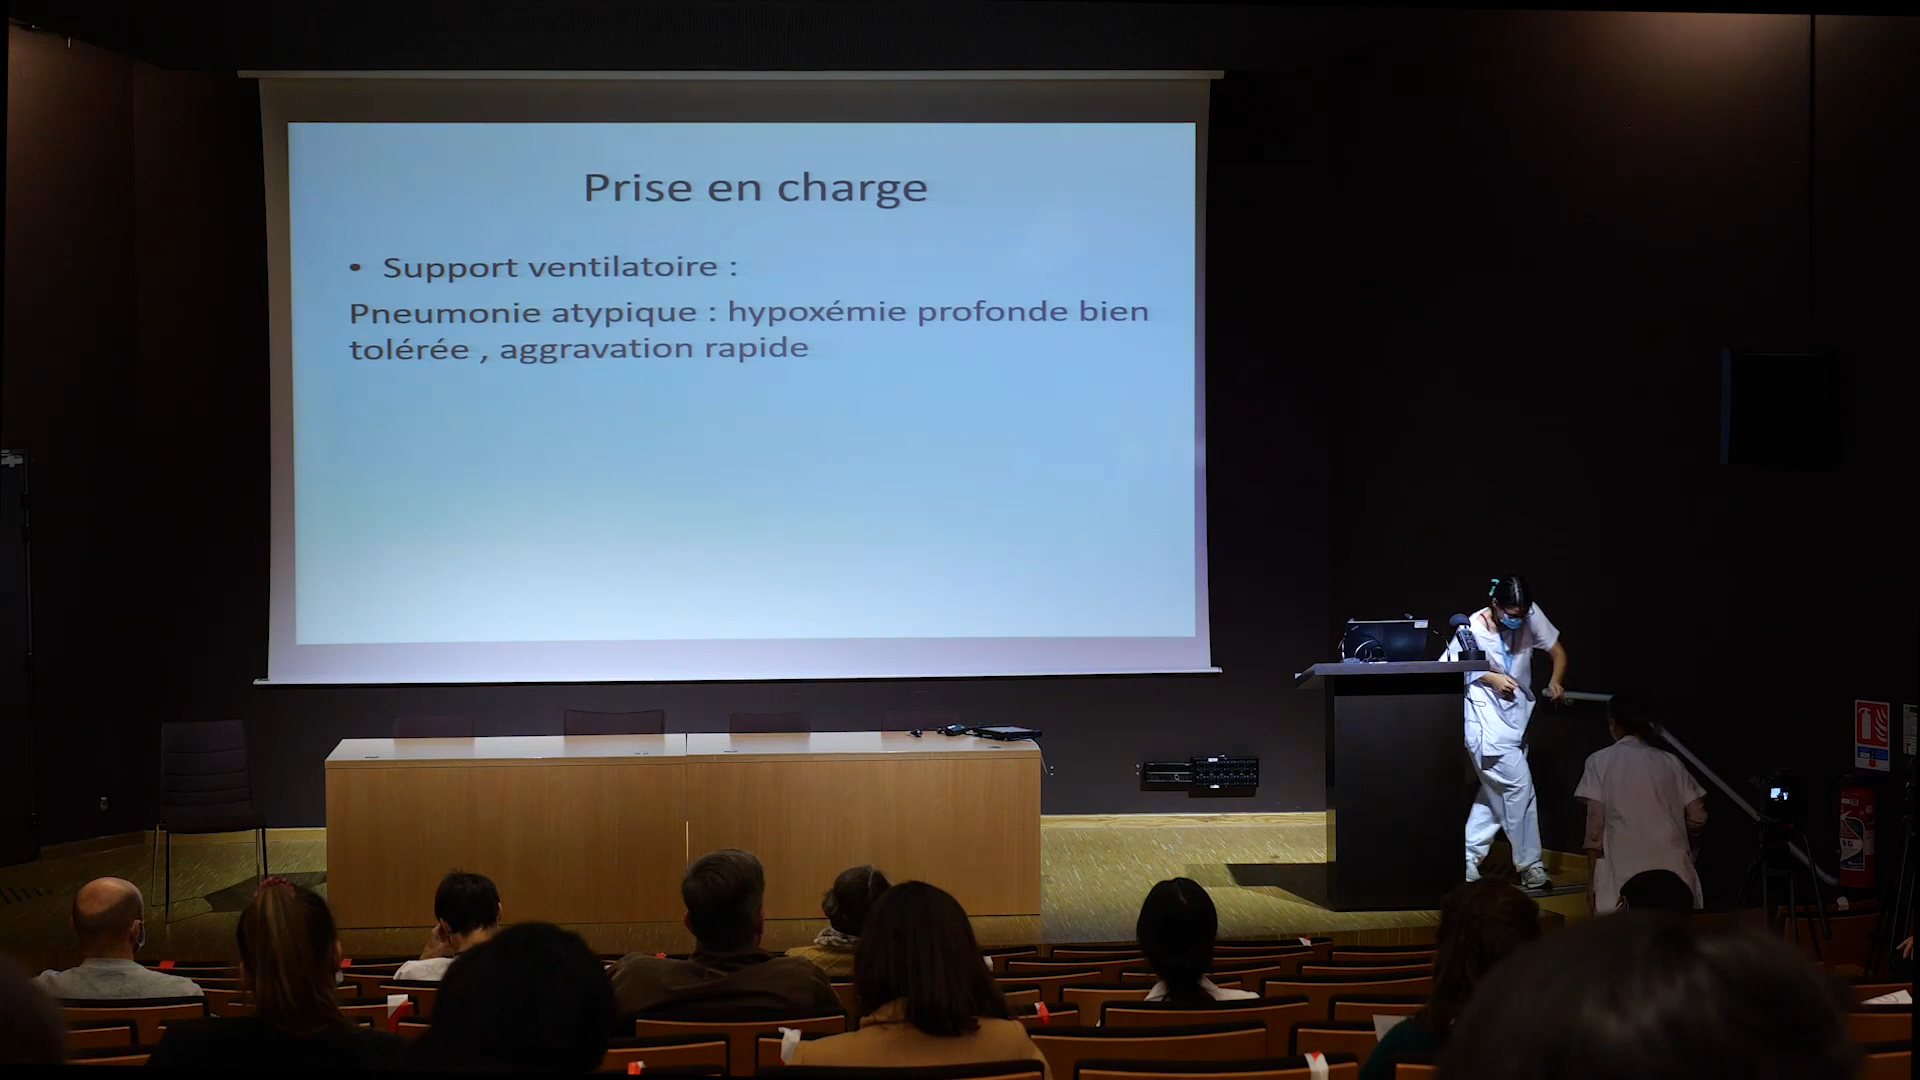 Prise en charge
• Support ventilatoire :
Pneumonie atypique : hypoxémie profonde bien
tolérée , aggravation rapide